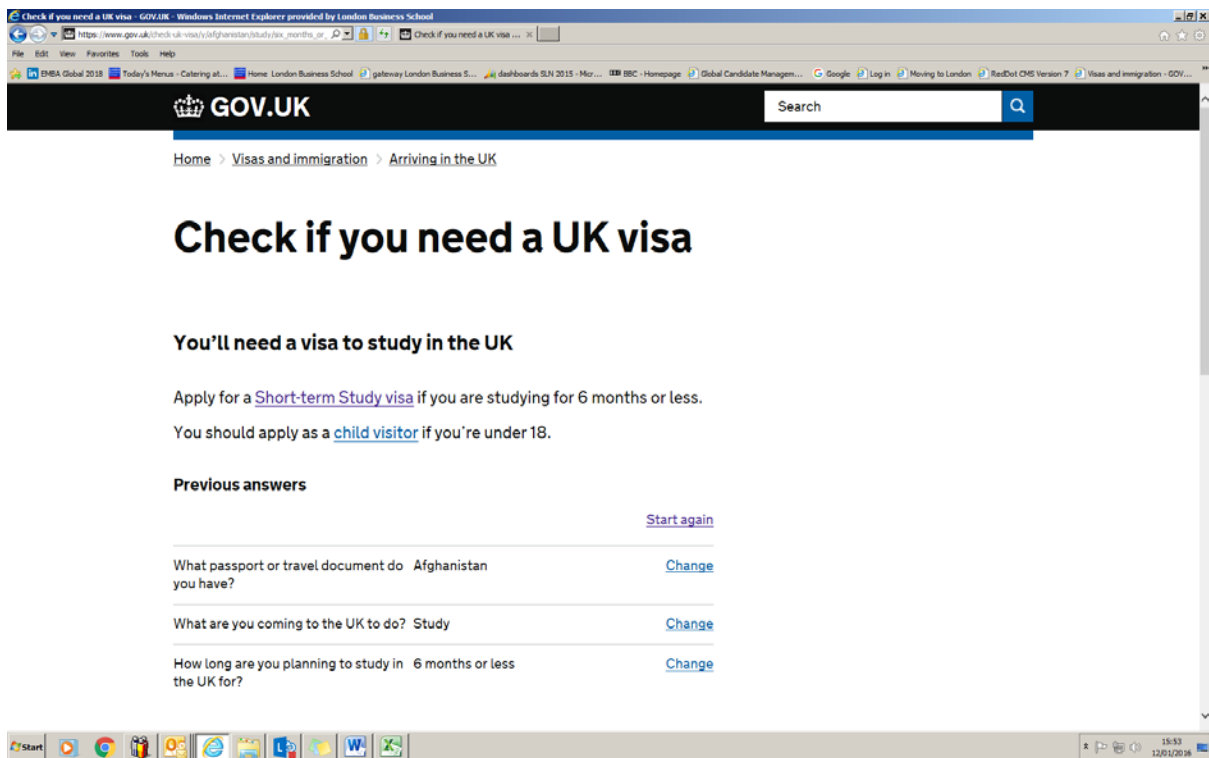 Check if you need a UK visa - GOV.UK - Windows Internet Explorer provided by London Business School
https://www.gov.uk/check-uk-visa/y/afghanistan/study/six_months_or_
Check if you need a UK visa ...
File Edit View Favorites Tools Help
EMBA Global 2018 Today's Menus - Catering at... Home London Business School gateway London Business S... dashboards SLN 2015 - Micr... BBC - Homepage Global Candidate Managem... Google Log in Moving to London RedDot CMS Version 7 Visas and immigration - GOV...
GOV.UK Search
Home > Visas and immigration > Arriving in the UK
Check if you need a UK visa
You'll need a visa to study in the UK
Apply for a Short-term Study visa if you are studying for 6 months or less.
You should apply as a child visitor if you're under 18.
Previous answers
Start again
What passport or travel document do Afghanistan Change
you have?
What are you coming to the UK to do? Study Change
How long are you planning to study in 6 months or less Change
the UK for?
Start
15:53
12/01/2016